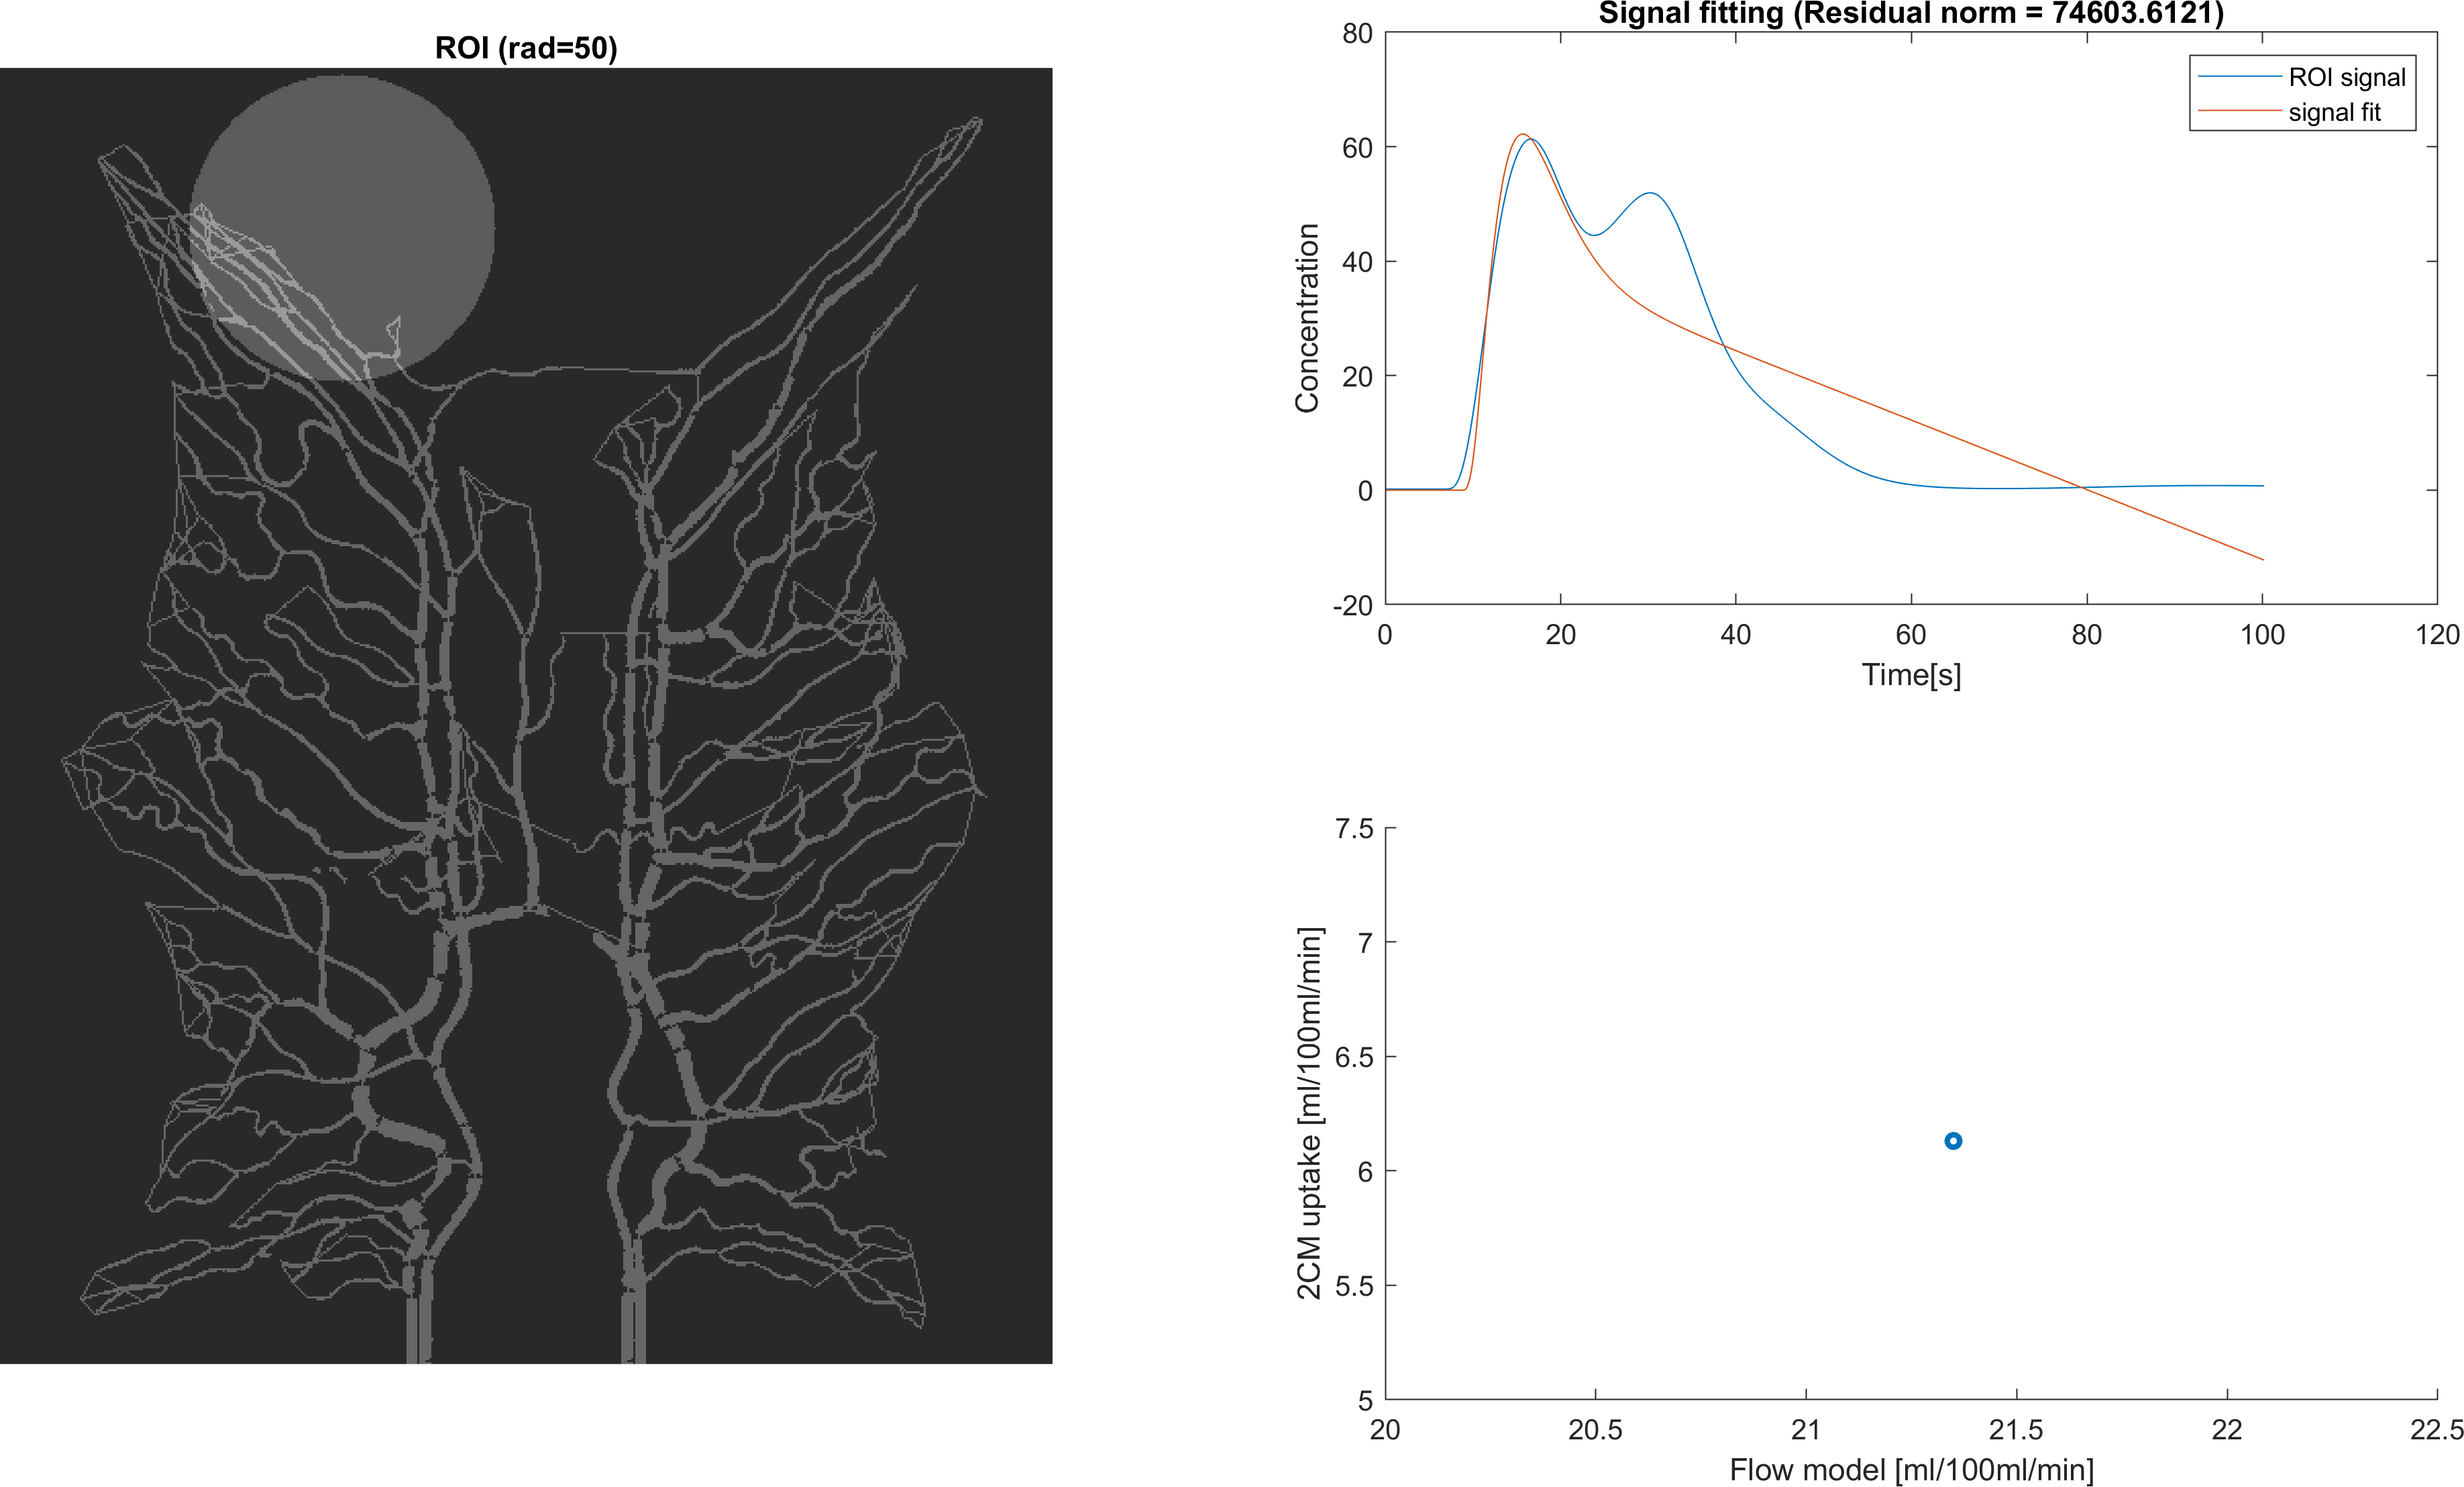 ROI (rad=50)
Signal fitting (Residual norm = 74603.6121)
80
60
40
20
0
-20
Concentration
ROI signal
signal fit
0 20 40 60 80 100 120
Time[s]
7.5
7
6.5
6
5.5
5
2CM uptake [ml/100ml/min]
20 20.5 21 21.5 22 22.5
Flow model [ml/100ml/min]